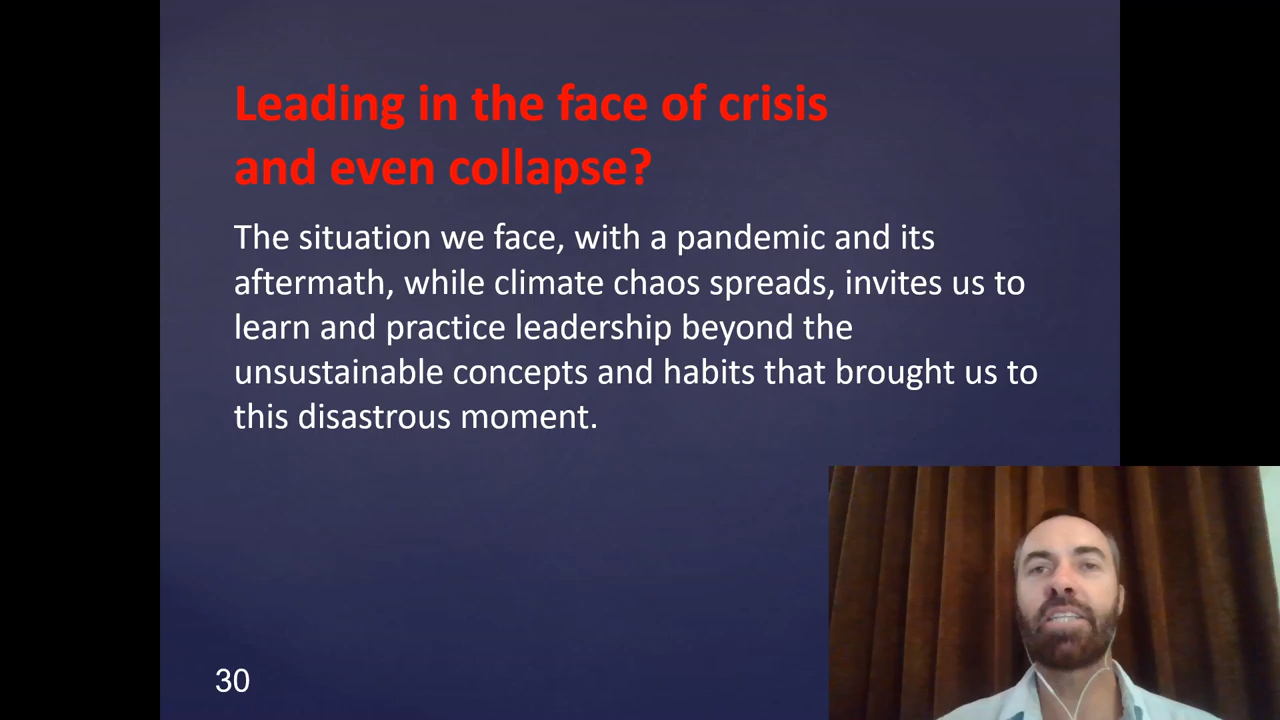 Leading in the face of crisis
and even collapse?
The situation we face, with a pandemic and its
aftermath, while climate chaos spreads, invites us to
learn and practice leadership beyond the
unsustainable concepts and habits that brought us to
this disastrous moment.
30